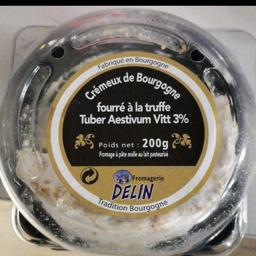 Fabriqué en Bourgogne
Crémeux de Bourgogne
fourré à la truffe
Tuber Aestivum Vitt 3%
Poids net : 200g
Fromage à pâte molle au lait pasteurisé
Fromagerie
DELIN
Tradition Bourgogne